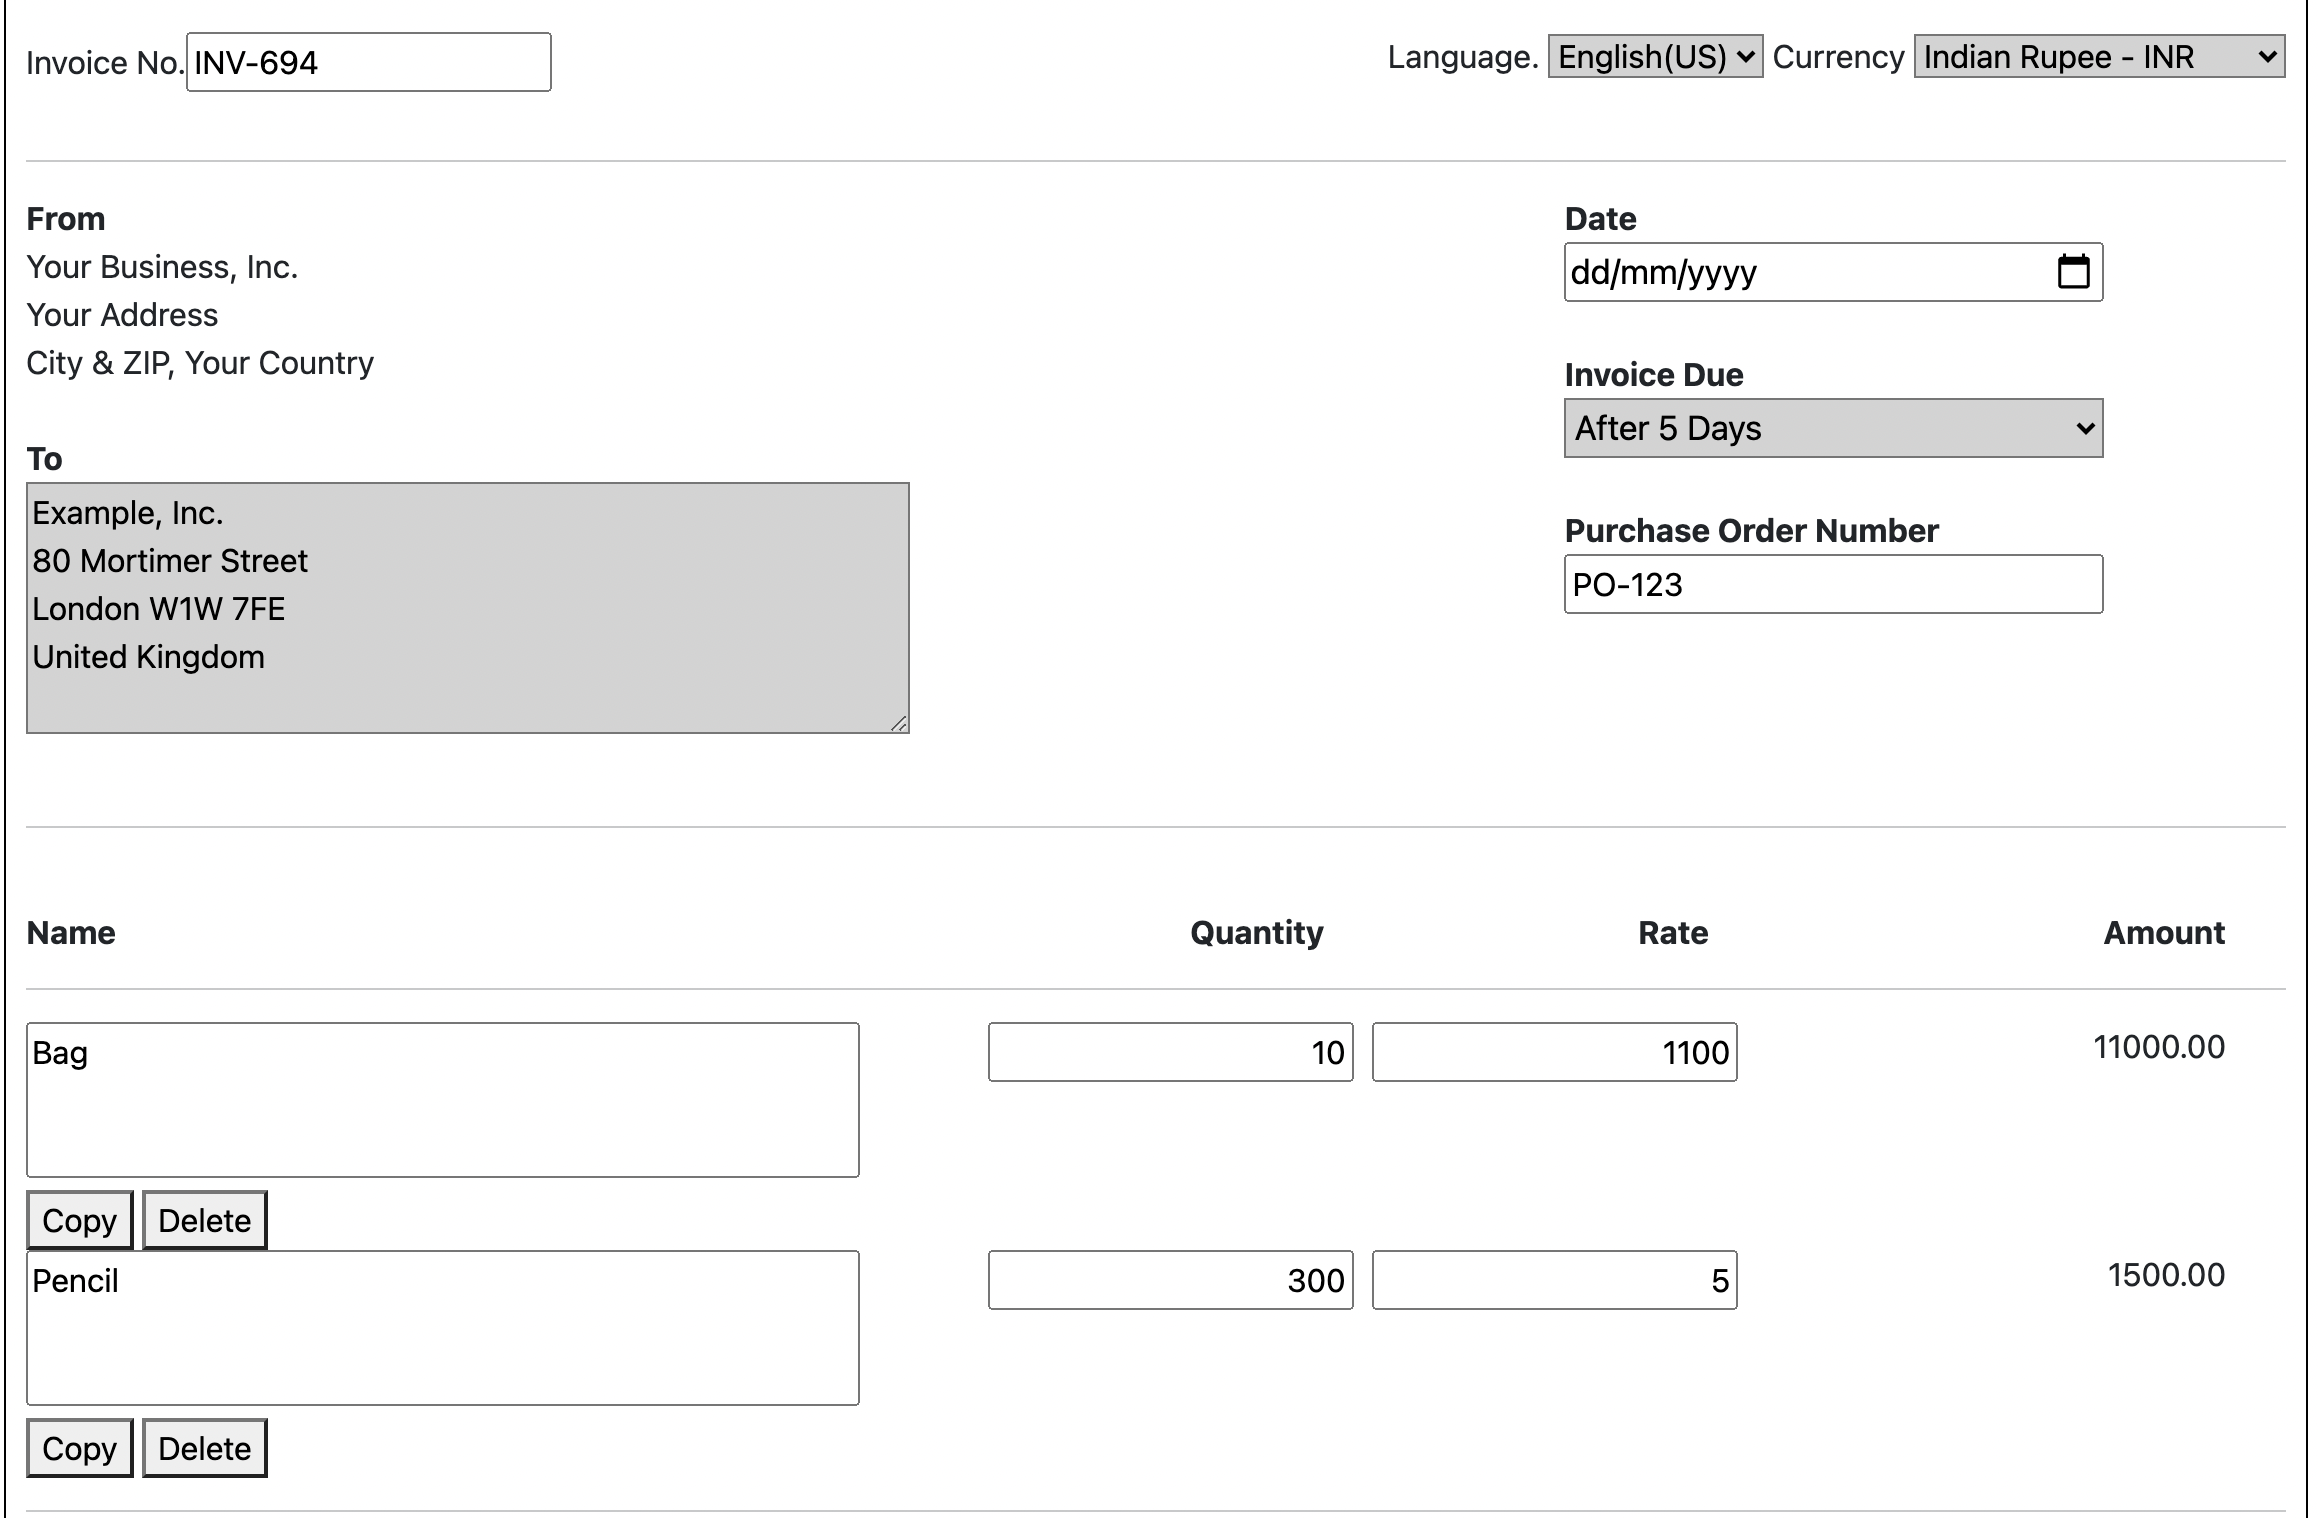 Invoice No. INV-694
Language. English(US) Currency Indian Rupee - INR
From
Your Business, Inc.
Your Address
City & ZIP, Your Country
To
Example, Inc.
80 Mortimer Street
London W1W 7FE
United Kingdom
Date
dd/mm/yyyy
Invoice Due
After 5 Days
Purchase Order Number
PO-123
Name Quantity Rate Amount
Bag 10 1100 11000.00
Copy Delete
Pencil 300 5 1500.00
Copy Delete